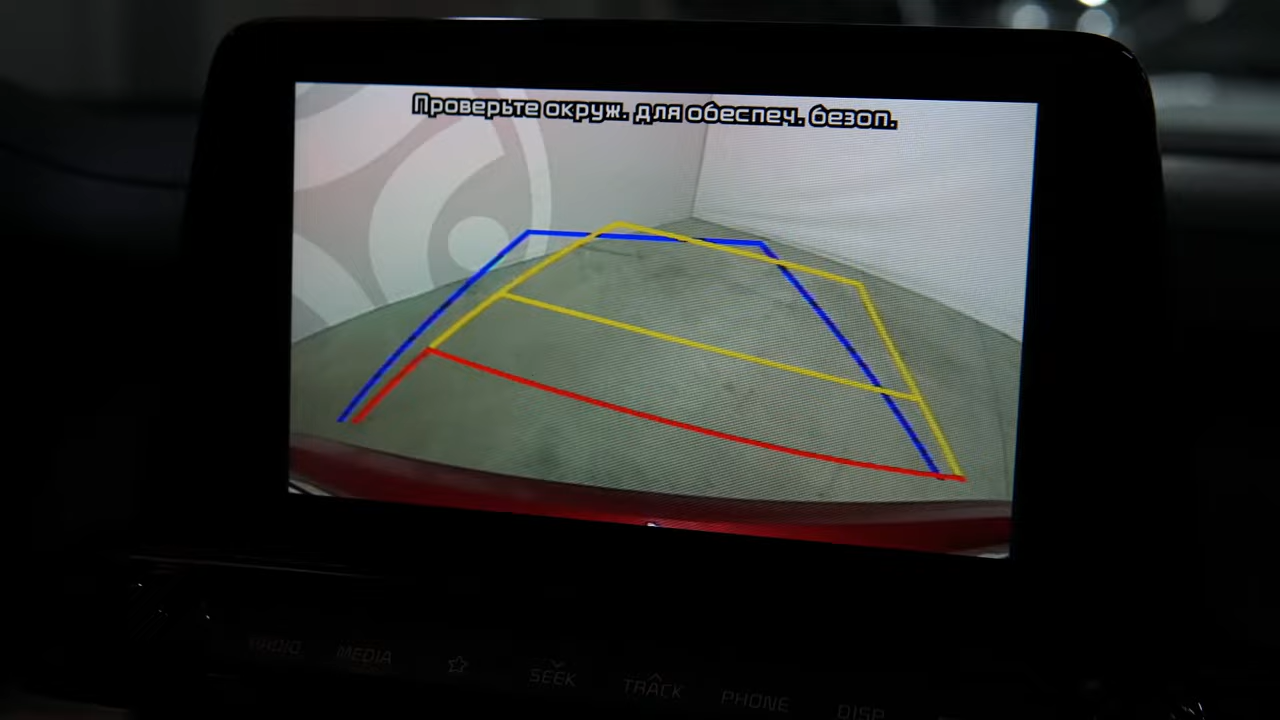 Проверьте окруж. для обеспеч. безоп.
RADIO
MEDIA
SEEK
TRACK
PHONE
DISP